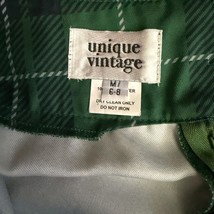 unique
vintage
M/
6-8
DRY CLEAN ONLY
DO NOT IRON